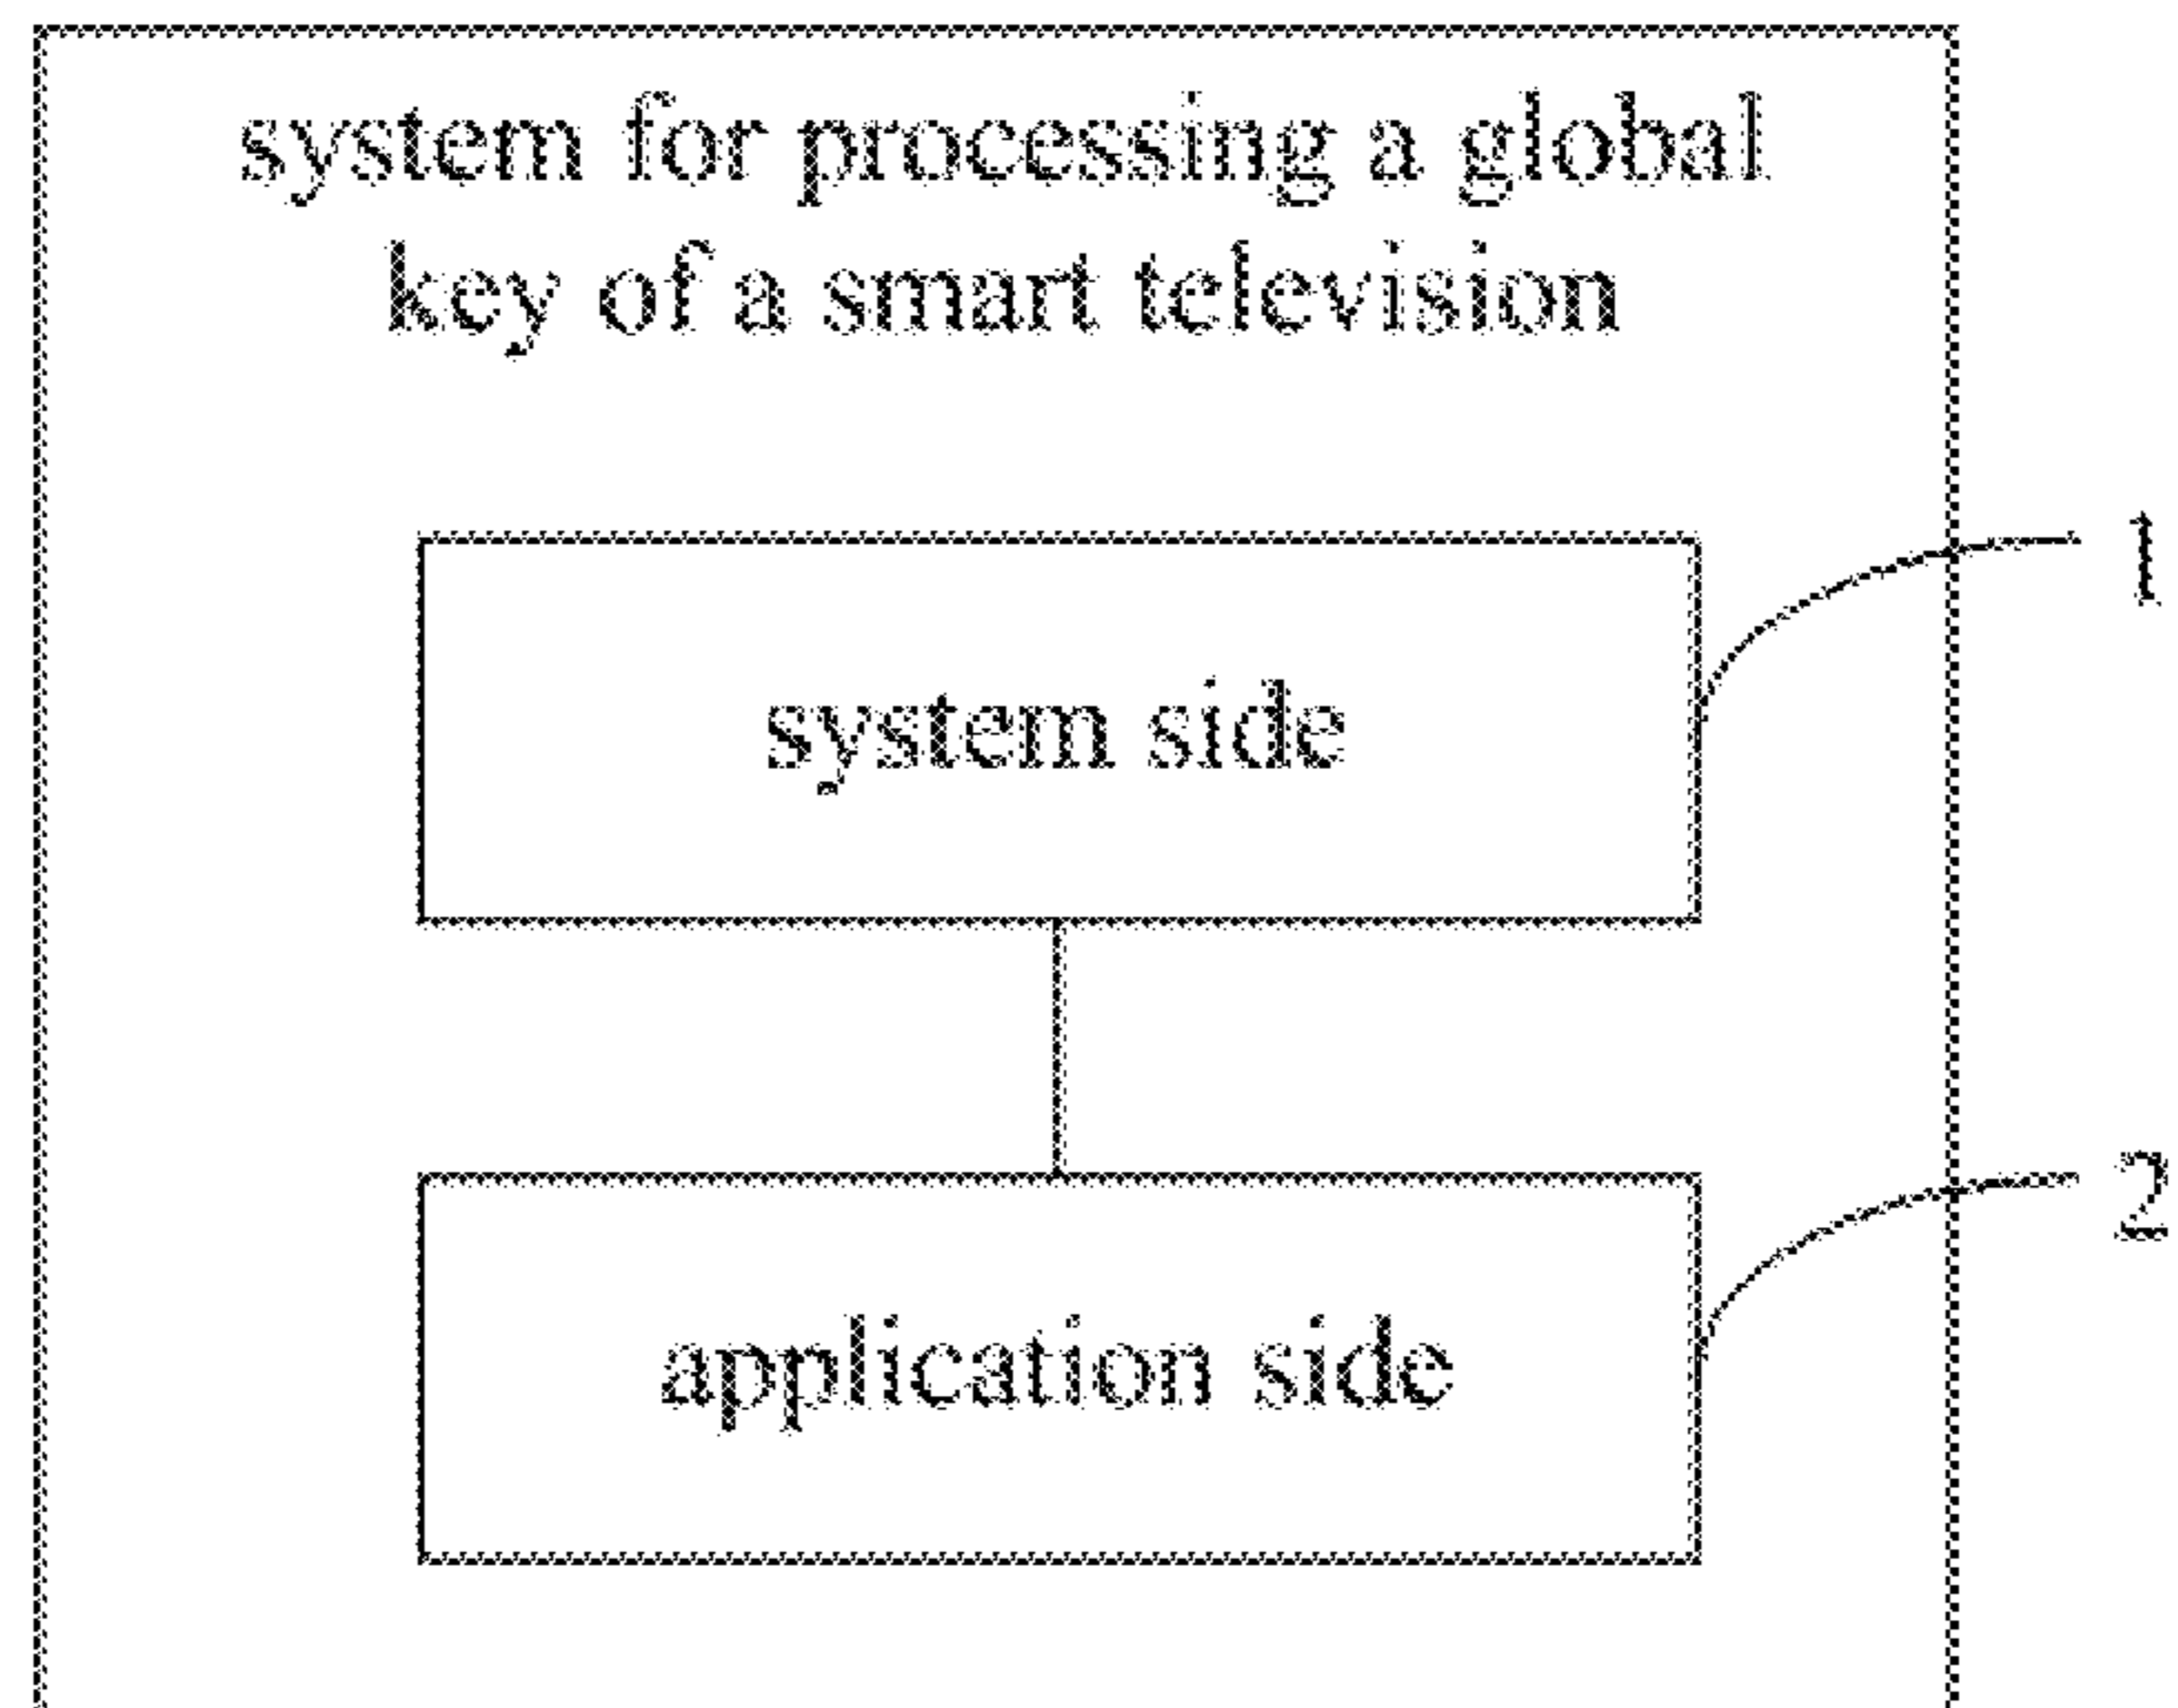 system for processing a global
key of a smart television
1
system side
2
application side